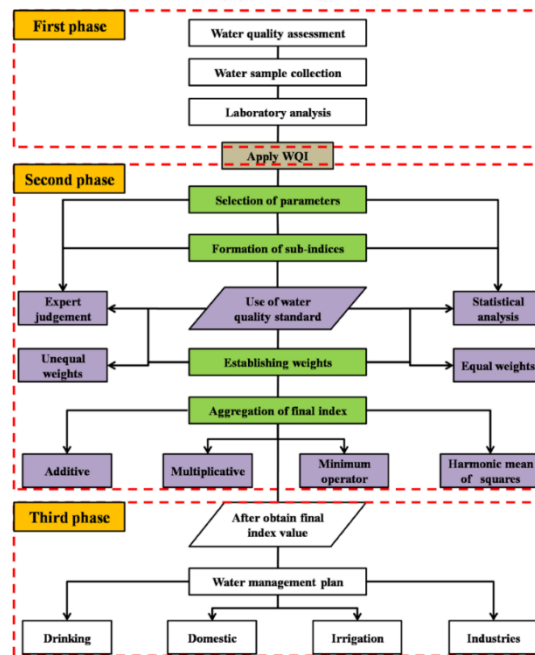 First phase
Water quality assessment
Water sample collection
Laboratory analysis
Apply WQI
Second phase
Selection of parameters
Formation of sub-indices
Expert
judgement
Use of water
quality standard
Statistical
analysis
Unequal
weights
Establishing weights
Equal weights
Aggregation of final index
Additive
Multiplicative
Minimum
operator
Harmonic mean
of squares
Third phase
After obtain final
index value
Water management plan
Drinking
Domestic
Irrigation
Industries